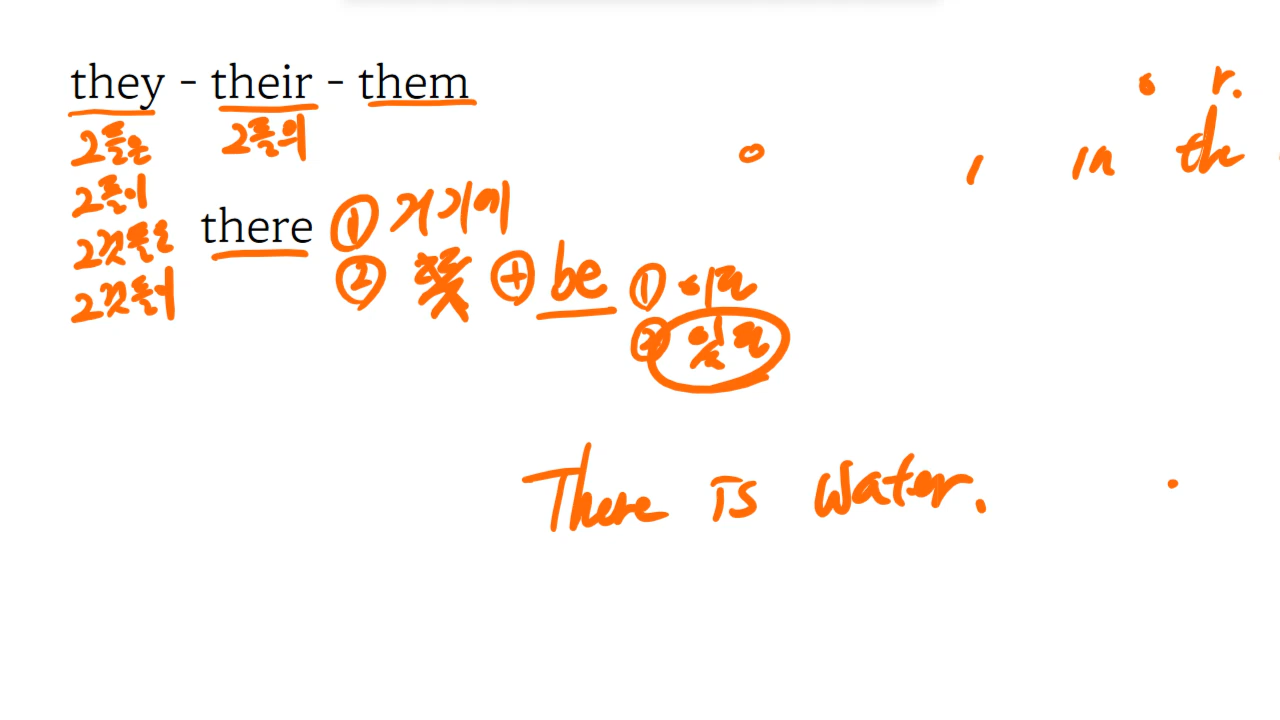 they - their - them
그들은 그들의
그들이
그것들은
그것들이
there ① 거기에
② + be ① 이다
② 있다
in the
There is water.